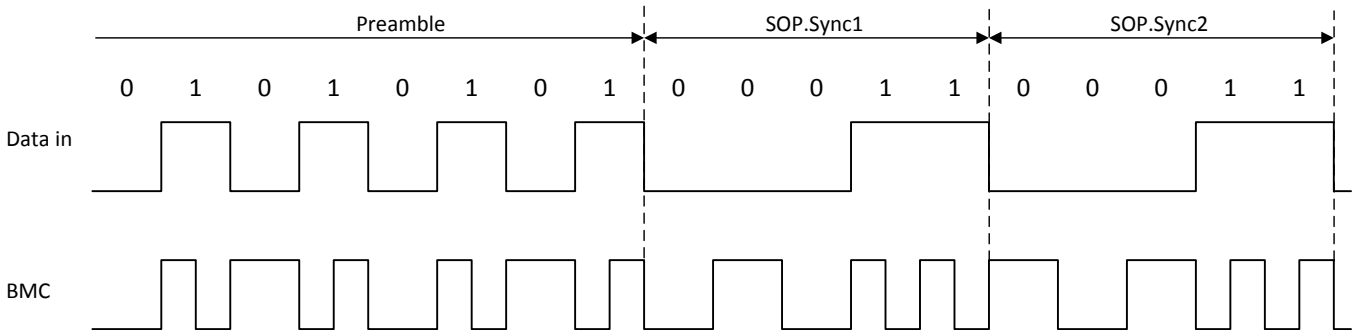 Preamble SOP.Sync1 SOP.Sync2
0 1 0 1 0 1 0 1 0 0 0 1 1 0 0 0 1 1
Data in
BMC